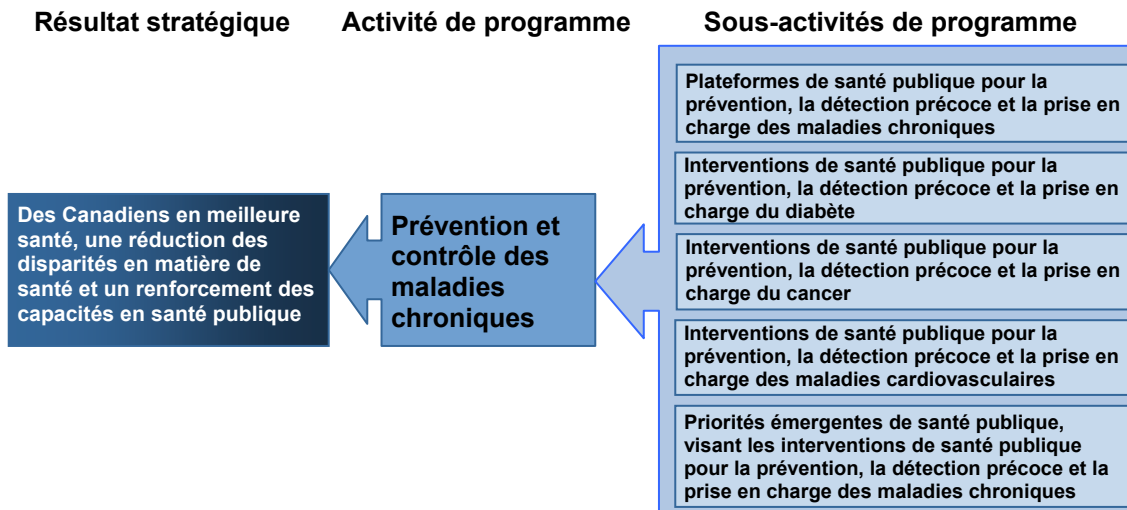 Résultat stratégique
Activité de programme
Sous-activités de programme
Des Canadiens en meilleure
santé, une réduction des
disparités en matière de
santé et un renforcement des
capacités en santé publique
Prévention et
contrôle des
maladies
chroniques
Plateformes de santé publique pour la
prévention, la détection précoce et la prise en
charge des maladies chroniques
Interventions de santé publique pour la
prévention, la détection précoce et la prise en
charge du diabète
Interventions de santé publique pour la
prévention, la détection précoce et la prise en
charge du cancer
Interventions de santé publique pour la
prévention, la détection précoce et la prise en
charge des maladies cardiovasculaires
Priorités émergentes de santé publique,
visant les interventions de santé publique
pour la prévention, la détection précoce et la
prise en charge des maladies chroniques